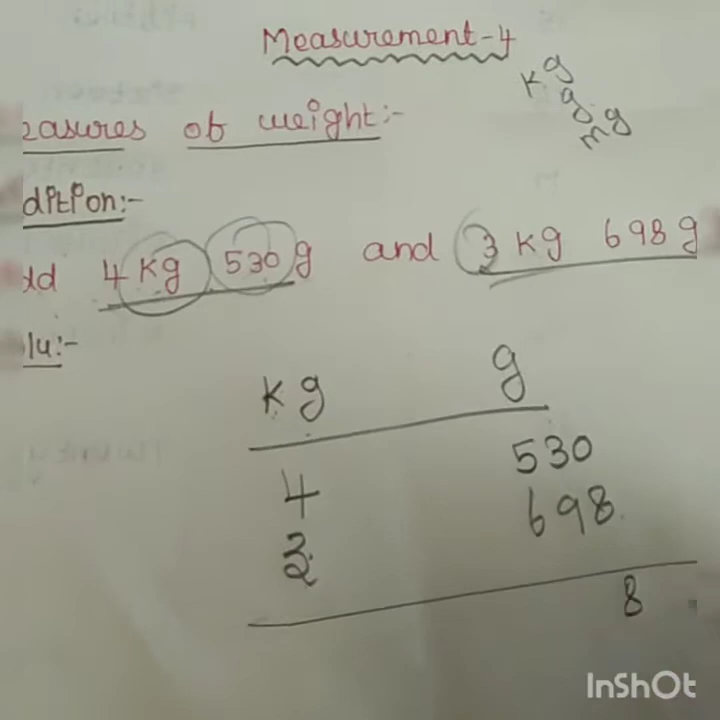 Measurement-4
kg
g
mg
easures of weight:-
dition:-
dd 4 kg 530 g and 3 kg 698 g
lu:-
kg g
4 530
3 698
8
InShOt